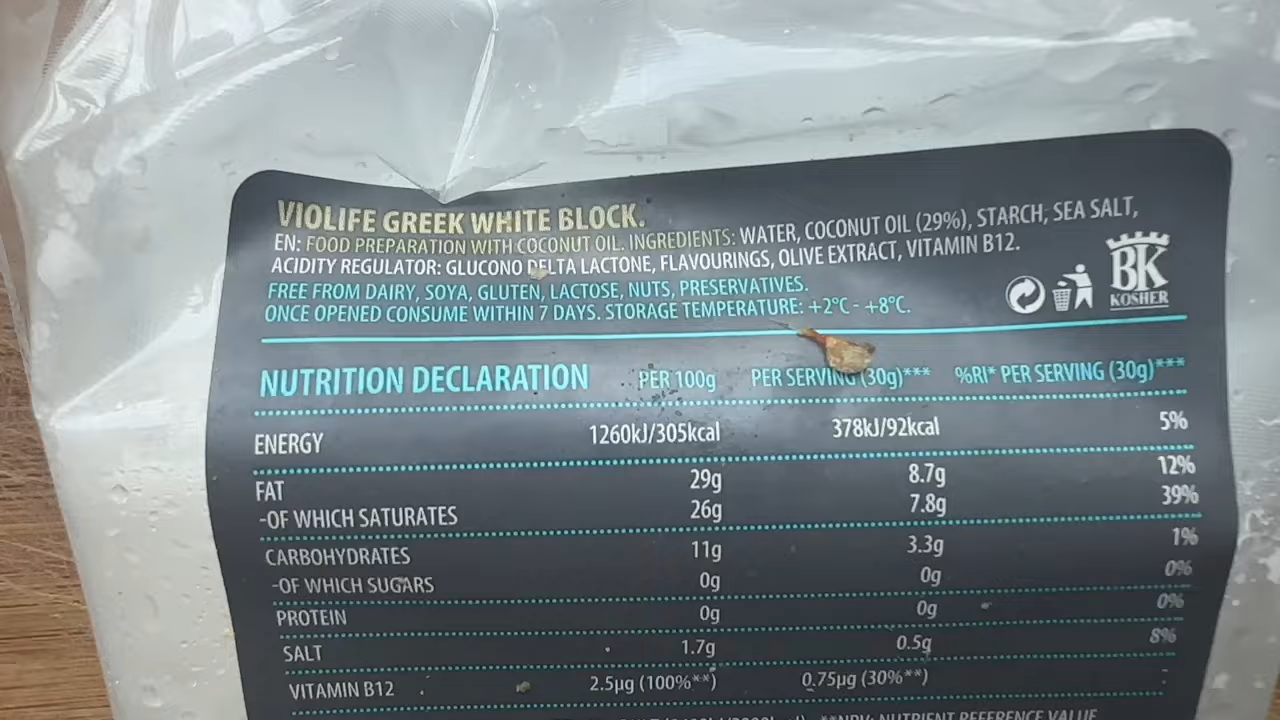 VIOLIFE GREEK WHITE BLOCK.
EN: FOOD PREPARATION WITH COCONUT OIL. INGREDIENTS: WATER, COCONUT OIL (29%), STARCH, SEA SALT,
ACIDITY REGULATOR: GLUCONO DELTA LACTONE, FLAVOURINGS, OLIVE EXTRACT, VITAMIN B12.
FREE FROM DAIRY, SOYA, GLUTEN, LACTOSE, NUTS, PRESERVATIVES.
ONCE OPENED CONSUME WITHIN 7 DAYS. STORAGE TEMPERATURE: +2°C - +8°C.
BK
KOSHER
NUTRITION DECLARATION PER 100g PER SERVING (30g)*** %RI* PER SERVING (30g)***
ENERGY 1260kJ/305kcal 378kJ/92kcal 5%
FAT 29g 8.7g 12%
-OF WHICH SATURATES 26g 7.8g 39%
CARBOHYDRATES 11g 3.3g 1%
-OF WHICH SUGARS 0g 0g 0%
PROTEIN 0g 0g 0%
SALT 1.7g 0.5g 8%
VITAMIN B12 2.5µg (100%**) 0.75µg (30%**) -
**NRV: NUTRIENT REFERENCE VALUE